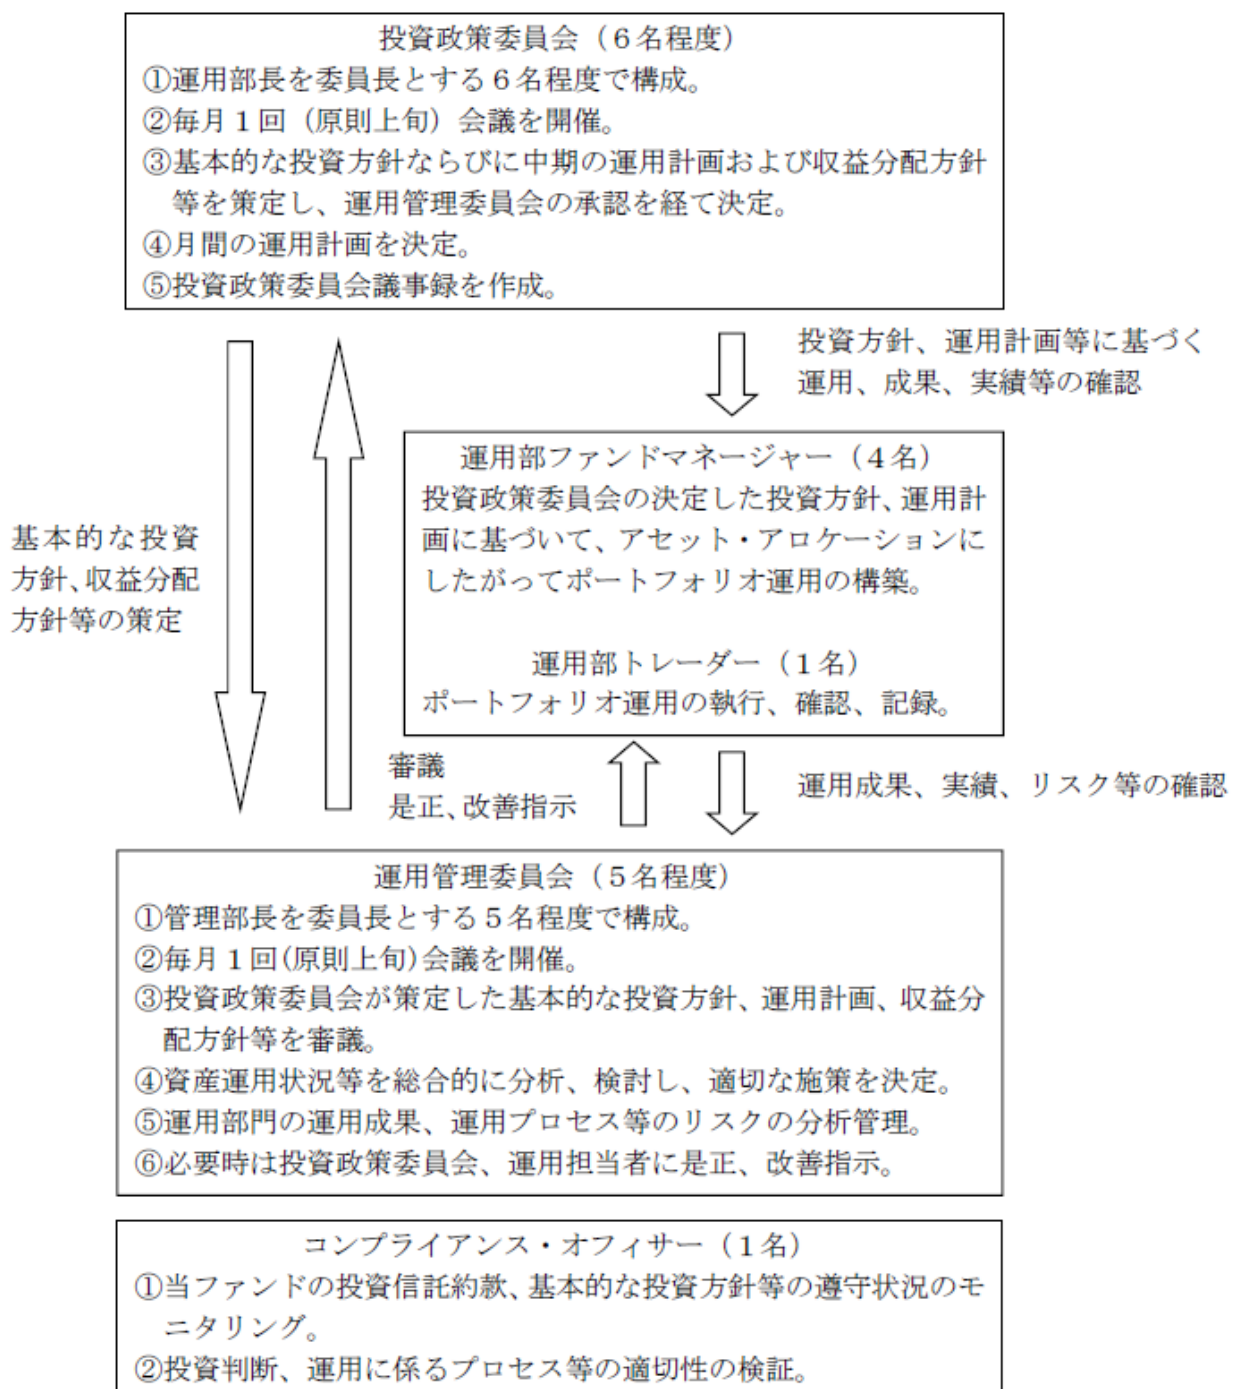 投資政策委員会（６名程度）
①運用部長を委員長とする６名程度で構成。
②毎月１回（原則上旬）会議を開催。
③基本的な投資方針ならびに中期の運用計画および収益分配方針
等を策定し、運用管理委員会の承認を経て決定。
④月間の運用計画を決定。
⑤投資政策委員会議事録を作成。
投資方針、運用計画等に基づく
運用、成果、実績等の確認
基本的な投資
方針、収益分配
方針等の策定
運用部ファンドマネージャー（４名）
投資政策委員会の決定した投資方針、運用計
画に基づいて、アセット・アロケーションに
したがってポートフォリオ運用の構築。
運用部トレーダー（１名）
ポートフォリオ運用の執行、確認、記録。
審議
是正、改善指示
運用成果、実績、リスク等の確認
運用管理委員会（５名程度）
①管理部長を委員長とする５名程度で構成。
②毎月１回(原則上旬)会議を開催。
③投資政策委員会が策定した基本的な投資方針、運用計画、収益分
配方針等を審議。
④資産運用状況等を総合的に分析、検討し、適切な施策を決定。
⑤運用部門の運用成果、運用プロセス等のリスクの分析管理。
⑥必要時は投資政策委員会、運用担当者に是正、改善指示。
コンプライアンス・オフィサー（１名）
①当ファンドの投資信託約款、基本的な投資方針等の遵守状況のモ
ニタリング。
②投資判断、運用に係るプロセス等の適切性の検証。